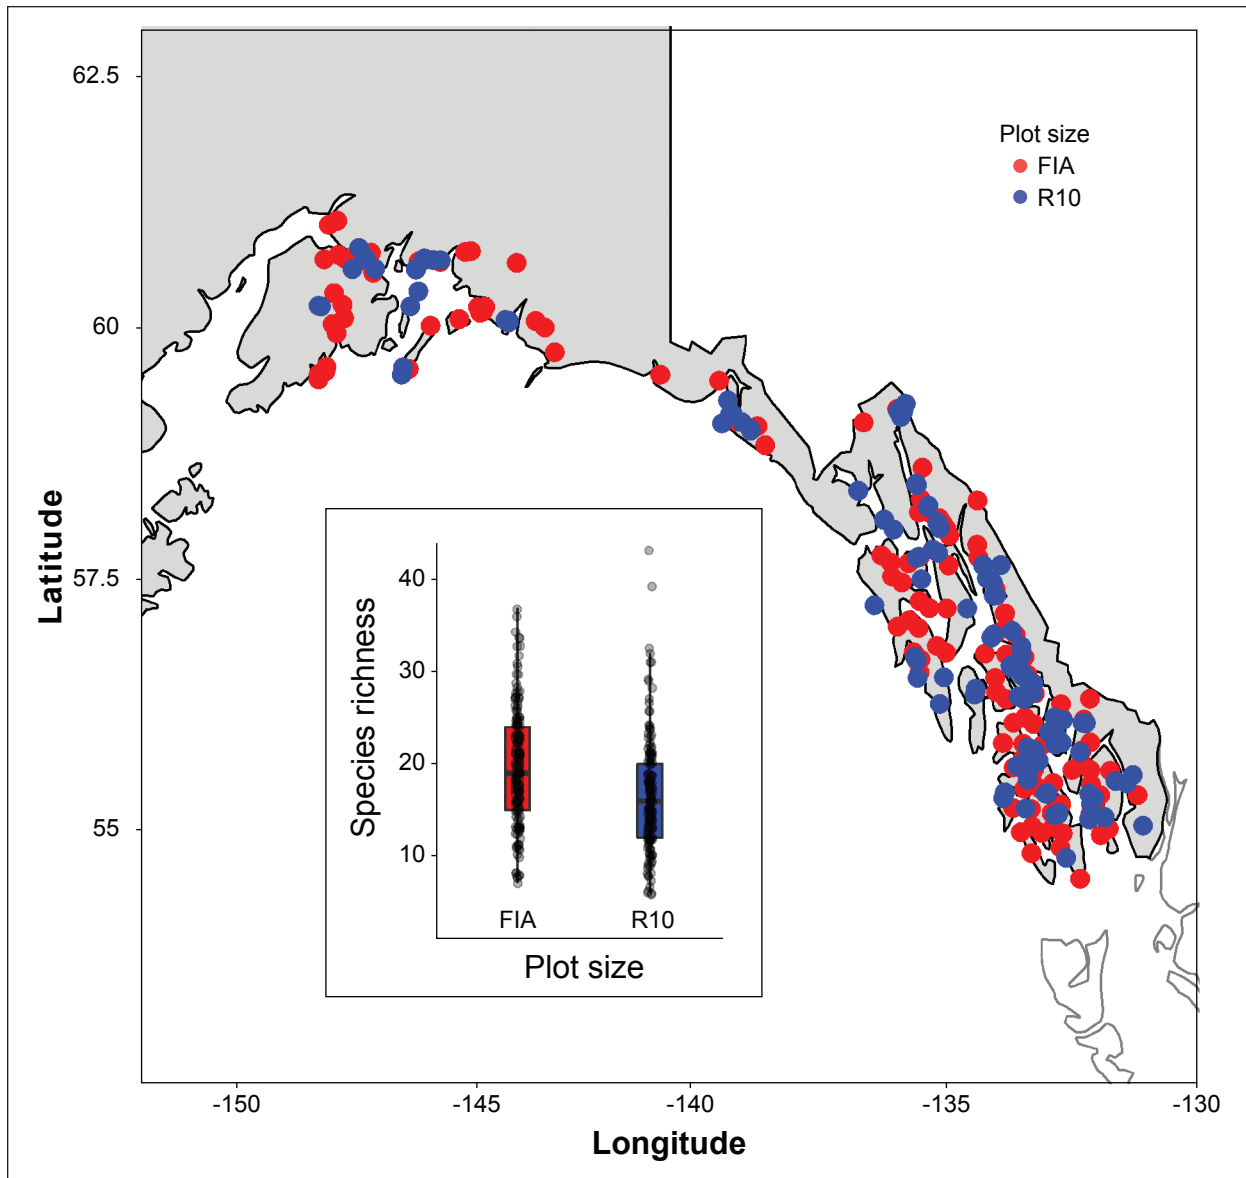 62.5
60
57.5
55
Latitude
Plot size
FIA
R10
40
30
20
10
Species richness
FIA R10
Plot size
-150 -145 -140 -135 -130
Longitude